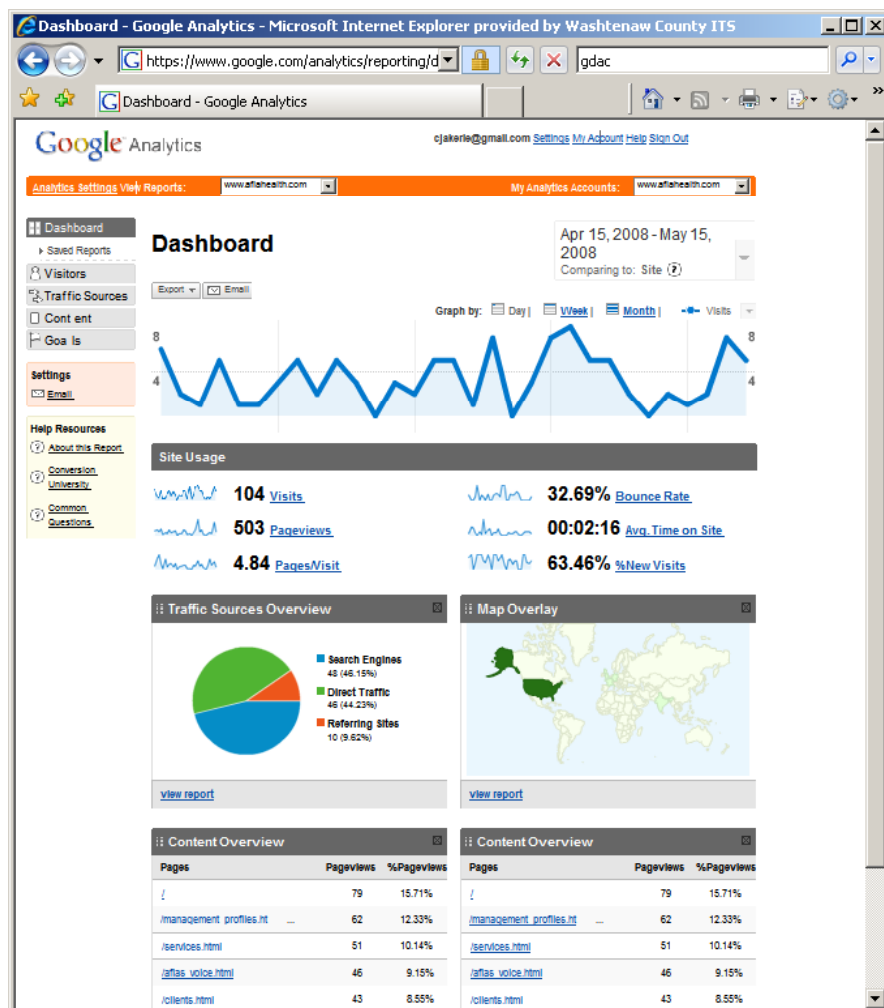 Dashboard - Google Analytics - Microsoft Internet Explorer provided by Washtenaw County ITS
https://www.google.com/analytics/reporting/d
gdac
Dashboard - Google Analytics
Google Analytics
cjakerle@gmail.com Settings My Account Help Sign Out
Analytics Settings View Reports: www.afiahealth.com My Analytics Accounts: www.afiahealth.com
Dashboard
Saved Reports
Visitors
Traffic Sources
Cont ent
Goa ls
Settings
Email
Help Resources
About this Report
Conversion
University
Common
Questions
Dashboard
Apr 15, 2008 - May 15,
2008
Comparing to: Site
Export Email
Graph by: Day | Week | Month | Visits
8 8
4 4
Site Usage
104 Visits 32.69% Bounce Rate
503 Pageviews 00:02:16 Avg. Time on Site
4.84 Pages/Visit 63.46% %New Visits
Traffic Sources Overview
Search Engines
48 (46.15%)
Direct Traffic
46 (44.23%)
Referring Sites
10 (9.62%)
view report
Map Overlay
view report
Content Overview
Pages Pageviews %Pageviews
/ 79 15.71%
/management_profiles.ht ... 62 12.33%
/services.html 51 10.14%
/afias_voice.html 46 9.15%
/clients.html 43 8.55%
Content Overview
Pages Pageviews %Pageviews
/ 79 15.71%
/management_profiles.ht ... 62 12.33%
/services.html 51 10.14%
/afias_voice.html 46 9.15%
/clients.html 43 8.55%